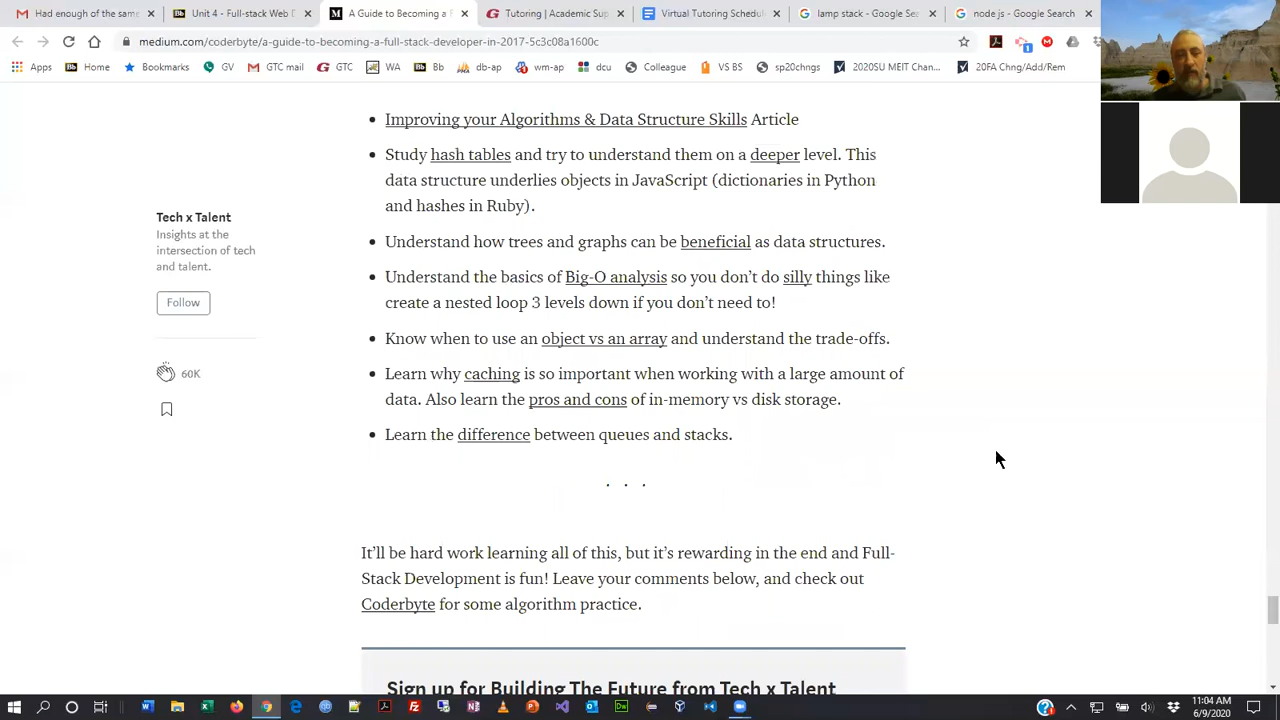 Had enough of the same
Unit 4 - Full-stack Web D
A Guide to Becoming a F
Tutoring | Academic Sup
Virtual Tutoring Schedu
lamp stack - Google Sea
node js - Google Search
medium.com/coderbyte/a-guide-to-becoming-a-full-stack-developer-in-2017-5c3c08a1600c
Apps
Home
Bookmarks
GV
GTC mail
GTC
WA
Bb
db-ap
wm-ap
dcu
Colleague
VS BS
sp20chngs
2020SU MEIT Chan...
20FA Chng/Add/Rem
Improving your Algorithms & Data Structure Skills Article
Study hash tables and try to understand them on a deeper level. This
data structure underlies objects in JavaScript (dictionaries in Python
and hashes in Ruby).
Tech x Talent
Insights at the
intersection of tech
and talent.
Follow
60K
Understand how trees and graphs can be beneficial as data structures.
Understand the basics of Big-O analysis so you don’t do silly things like
create a nested loop 3 levels down if you don’t need to!
Know when to use an object vs an array and understand the trade-offs.
Learn why caching is so important when working with a large amount of
data. Also learn the pros and cons of in-memory vs disk storage.
Learn the difference between queues and stacks.
. . .
It’ll be hard work learning all of this, but it’s rewarding in the end and Full-
Stack Development is fun! Leave your comments below, and check out
Coderbyte for some algorithm practice.
Sign up for Building The Future from Tech x Talent
11:04 AM
6/9/2020